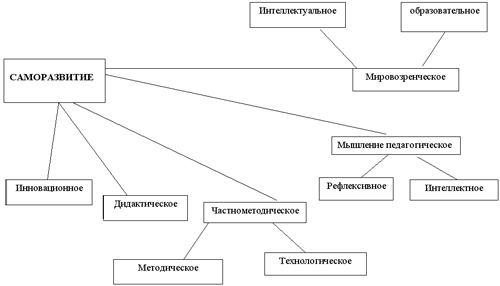 Интеллектуальное
образовательное
САМОРАЗВИТИЕ
Мировозренческое
Мышление педагогическое
Рефлексивное
Интеллектное
Инновационное
Дидактическое
Частнометодическое
Методическое
Технологическое